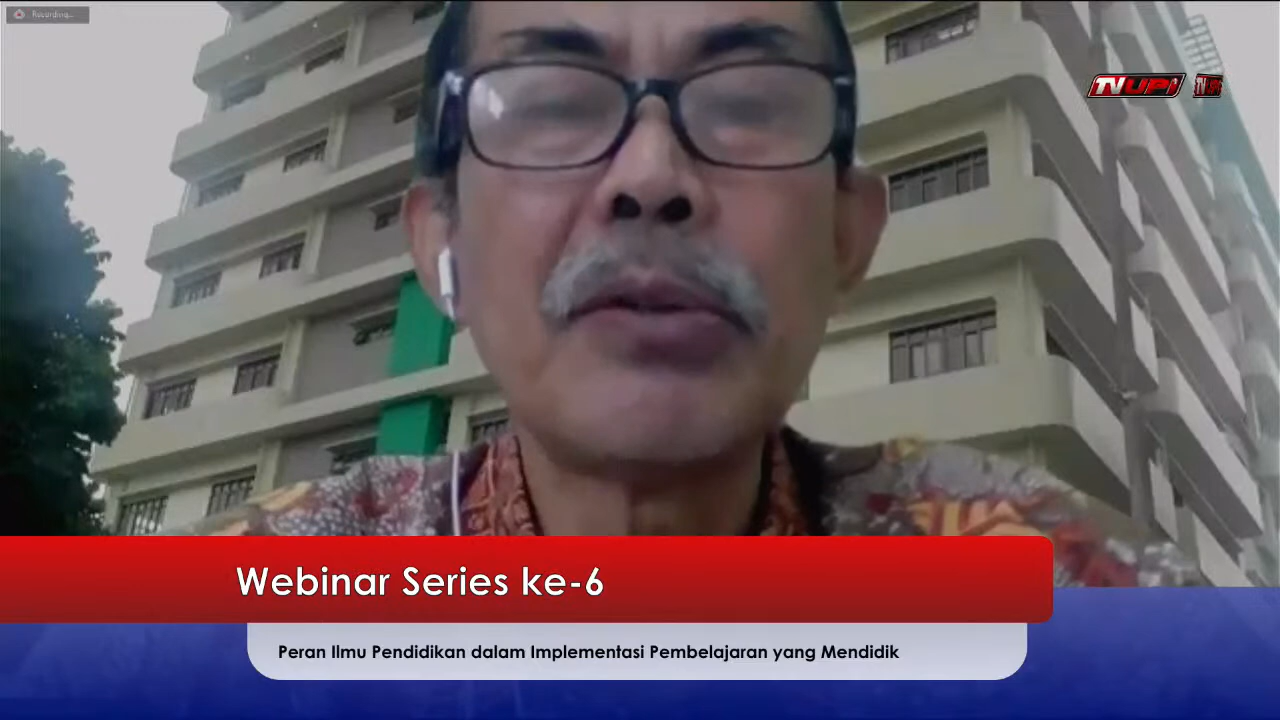 Recording...
TVUPI
Webinar Series ke-6
Peran Ilmu Pendidikan dalam Implementasi Pembelajaran yang Mendidik